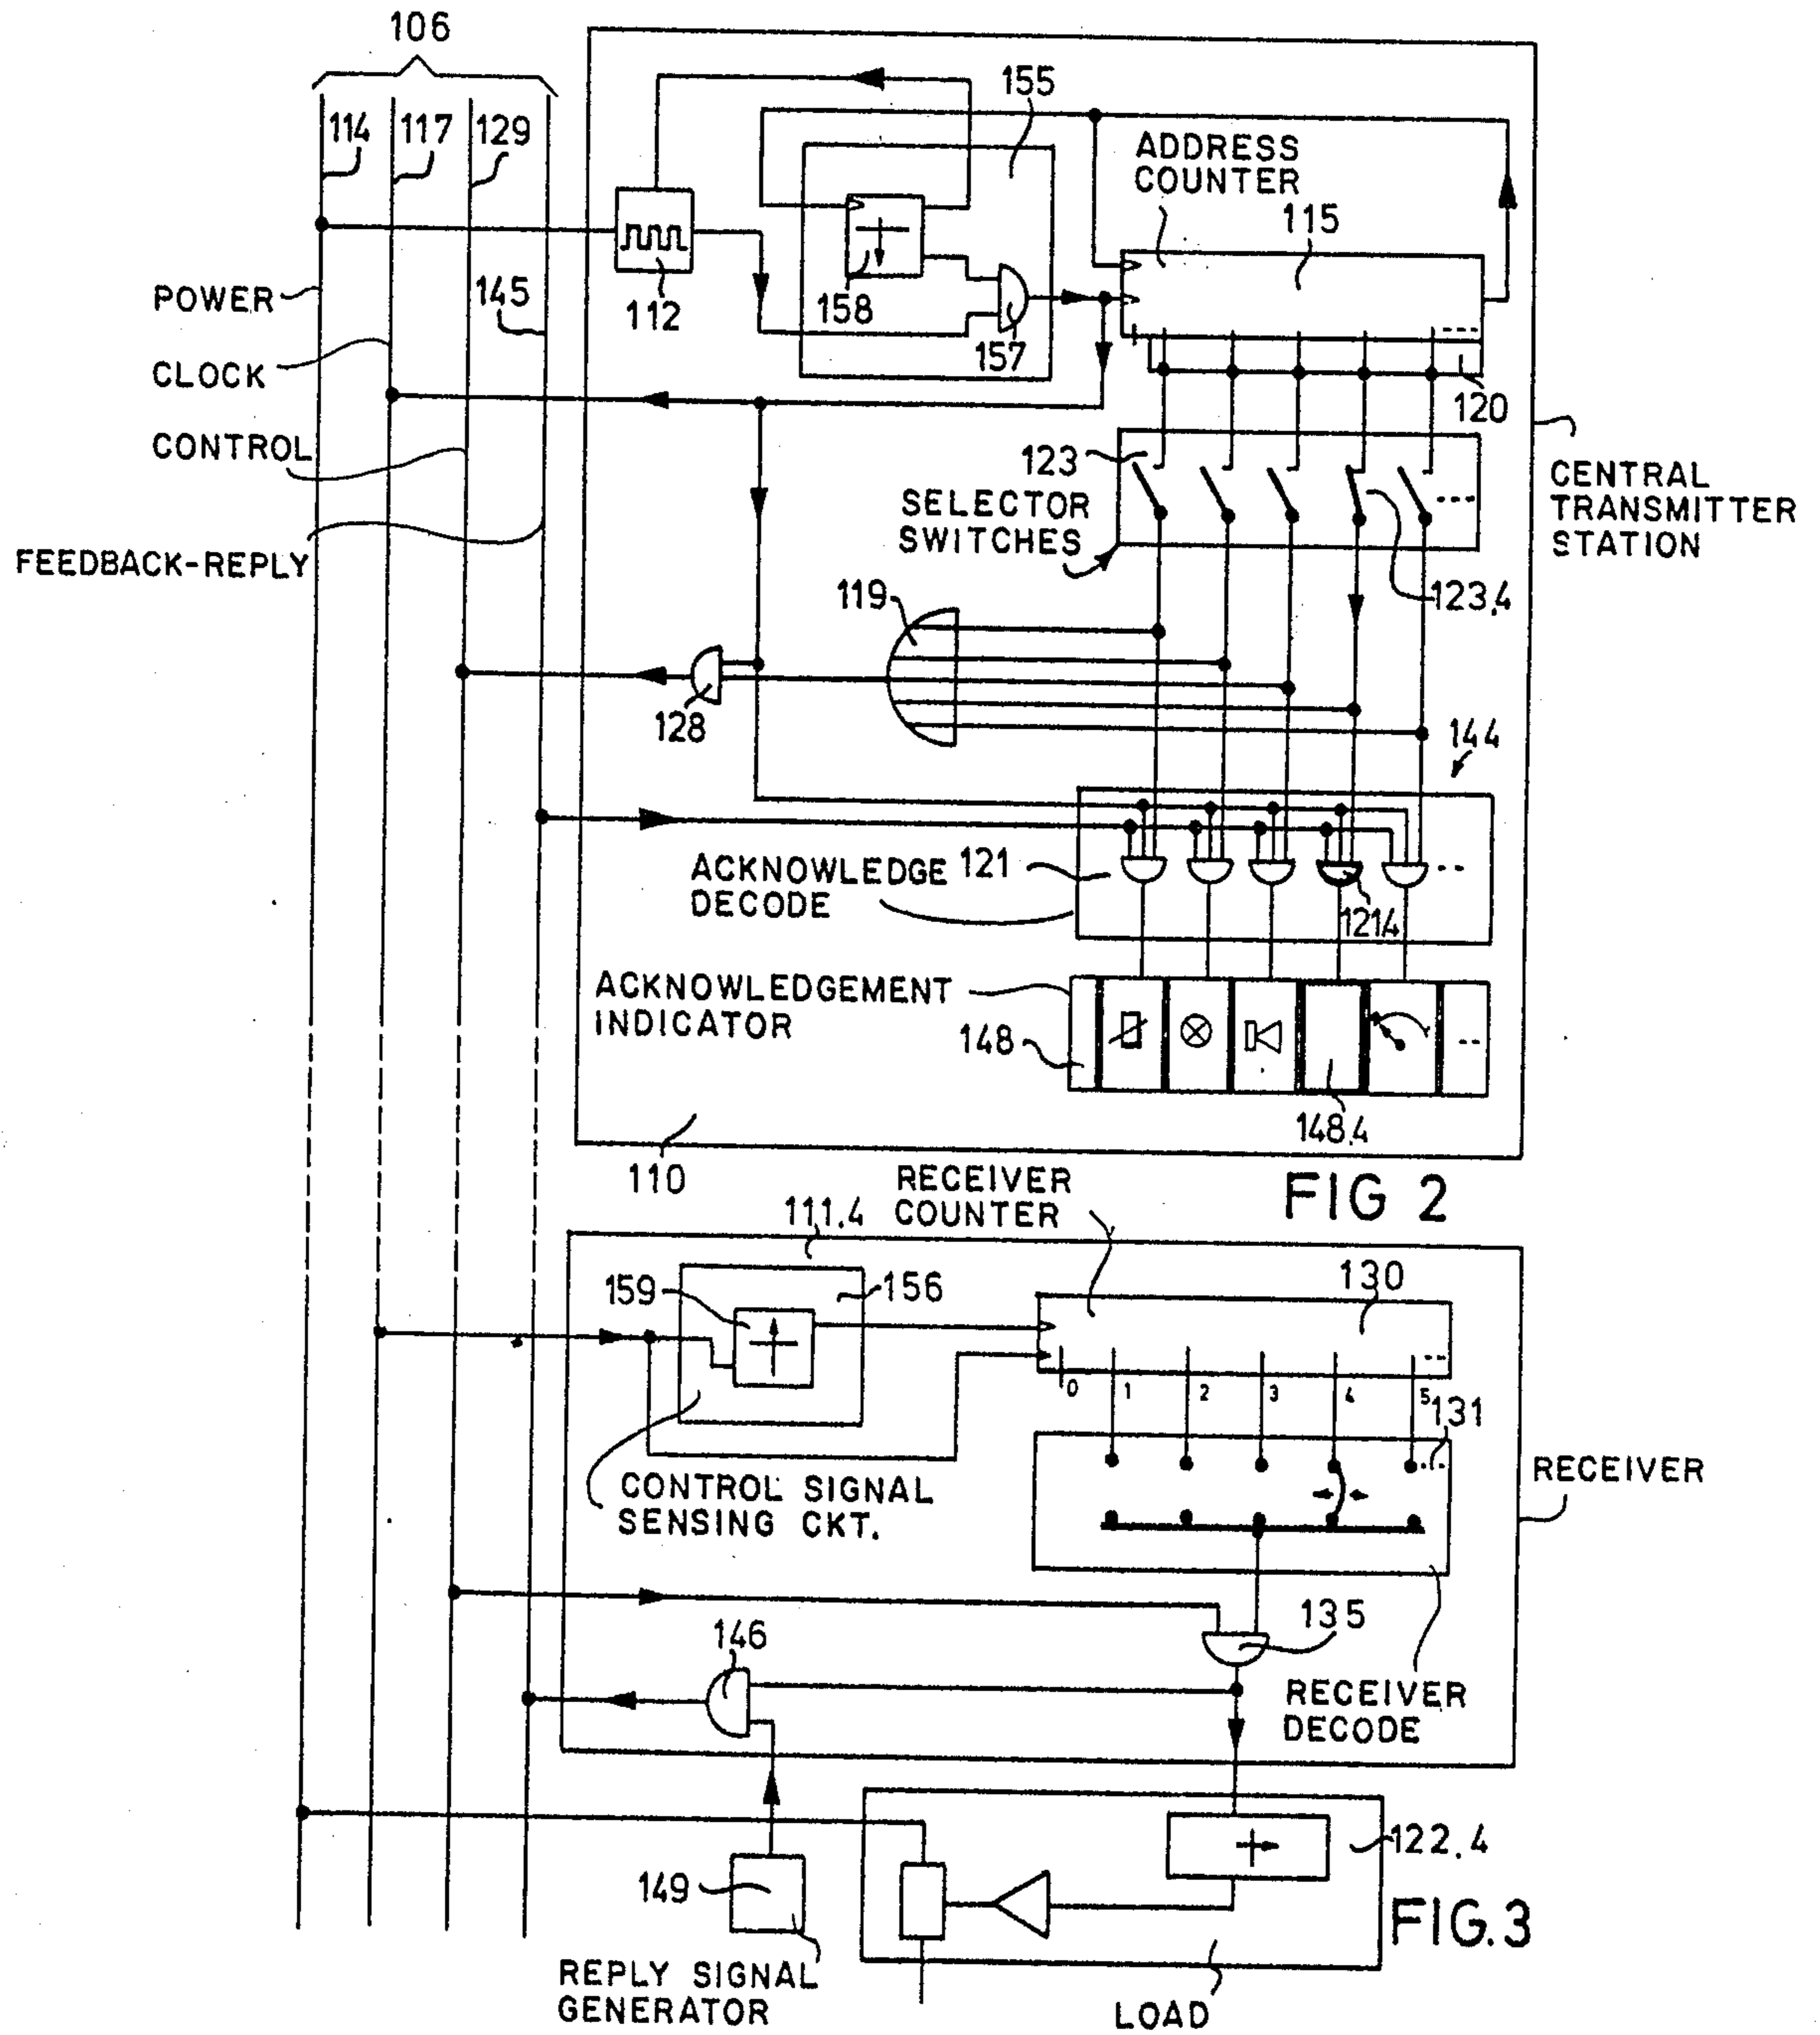 106
114
117
129
155
ADDRESS
COUNTER
115
POWER
145
112
158
157
CLOCK
120
CONTROL
123
SELECTOR
SWITCHES
CENTRAL
TRANSMITTER
STATION
FEEDBACK-REPLY
119
123,4
128
144
ACKNOWLEDGE
DECODE
121
121,4
ACKNOWLEDGEMENT
INDICATOR
148
148,4
110
FIG 2
RECEIVER
COUNTER
111,4
159
156
130
0
1
2
3
4
5
131
CONTROL SIGNAL
SENSING CKT.
RECEIVER
135
146
RECEIVER
DECODE
122,4
149
FIG.3
REPLY SIGNAL
GENERATOR
LOAD